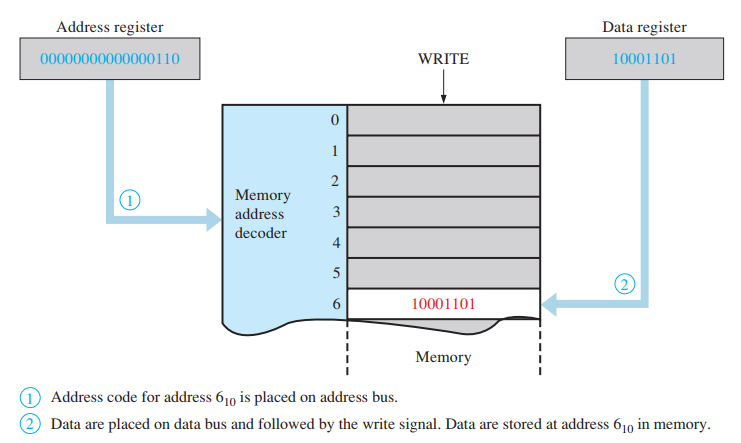 Address register
Data register
0000000000000110
10001101
WRITE
0
1
2
3
4
5
6
Memory
address
decoder
10001101
1
2
Memory
1 Address code for address 6₁₀ is placed on address bus.
2 Data are placed on data bus and followed by the write signal. Data are stored at address 6₁₀ in memory.